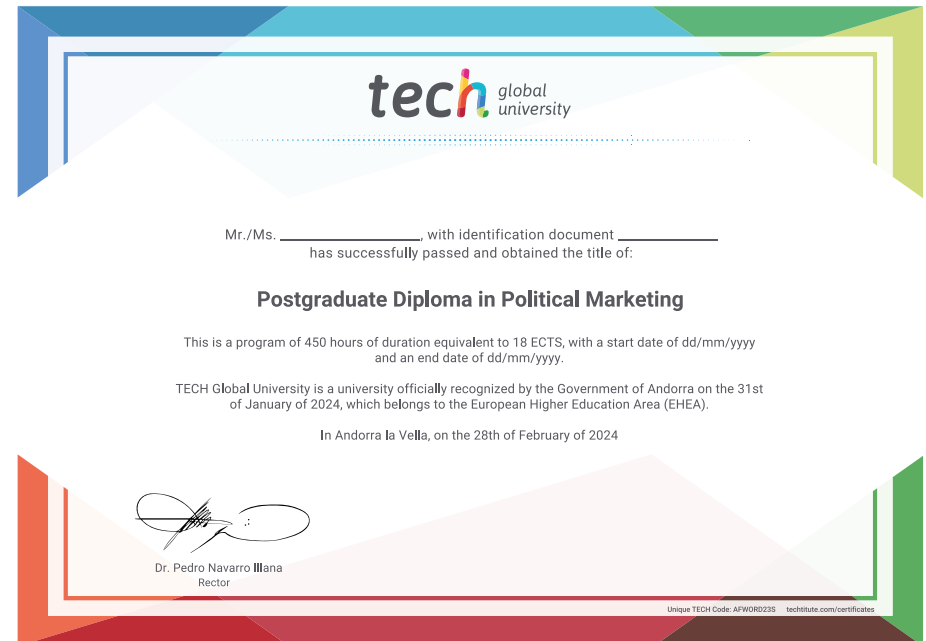 tech global university
Mr./Ms. ____________________, with identification document ______________
has successfully passed and obtained the title of:
Postgraduate Diploma in Political Marketing
This is a program of 450 hours of duration equivalent to 18 ECTS, with a start date of dd/mm/yyyy
and an end date of dd/mm/yyyy.
TECH Global University is a university officially recognized by the Government of Andorra on the 31st
of January of 2024, which belongs to the European Higher Education Area (EHEA).
In Andorra la Vella, on the 28th of February of 2024
Dr. Pedro Navarro Illana
Rector
Unique TECH Code: AFWORD23S techtitute.com/certificates